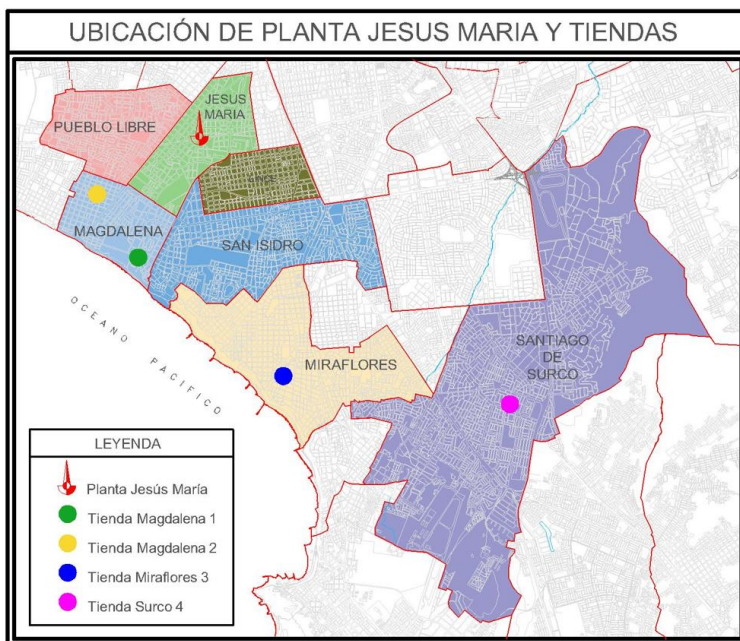 UBICACIÓN DE PLANTA JESUS MARIA Y TIENDAS
JESUS
MARIA
PUEBLO LIBRE
LINCE
MAGDALENA
SAN ISIDRO
OCEANO PACIFICO
MIRAFLORES
SANTIAGO
DE
SURCO
LEYENDA
Planta Jesús María
Tienda Magdalena 1
Tienda Magdalena 2
Tienda Miraflores 3
Tienda Surco 4